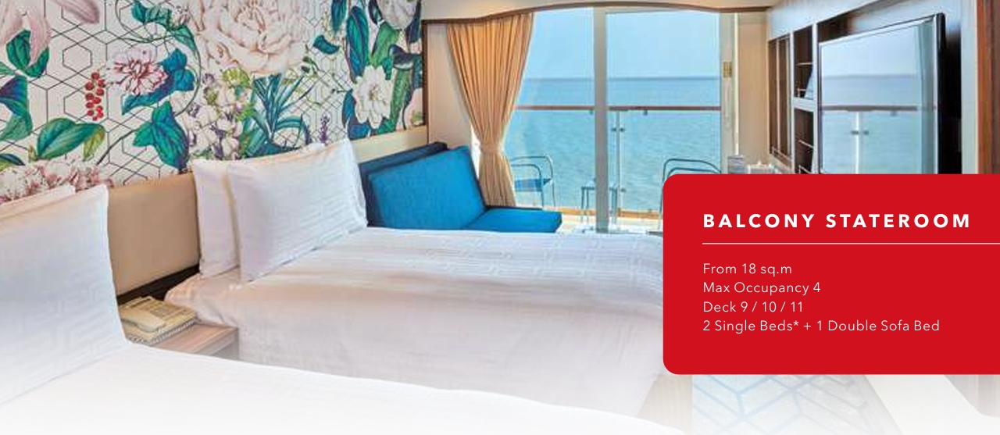 BALCONY STATEROOM
From 18 sq.m
Max Occupancy 4
Deck 9 / 10 / 11
2 Single Beds* + 1 Double Sofa Bed